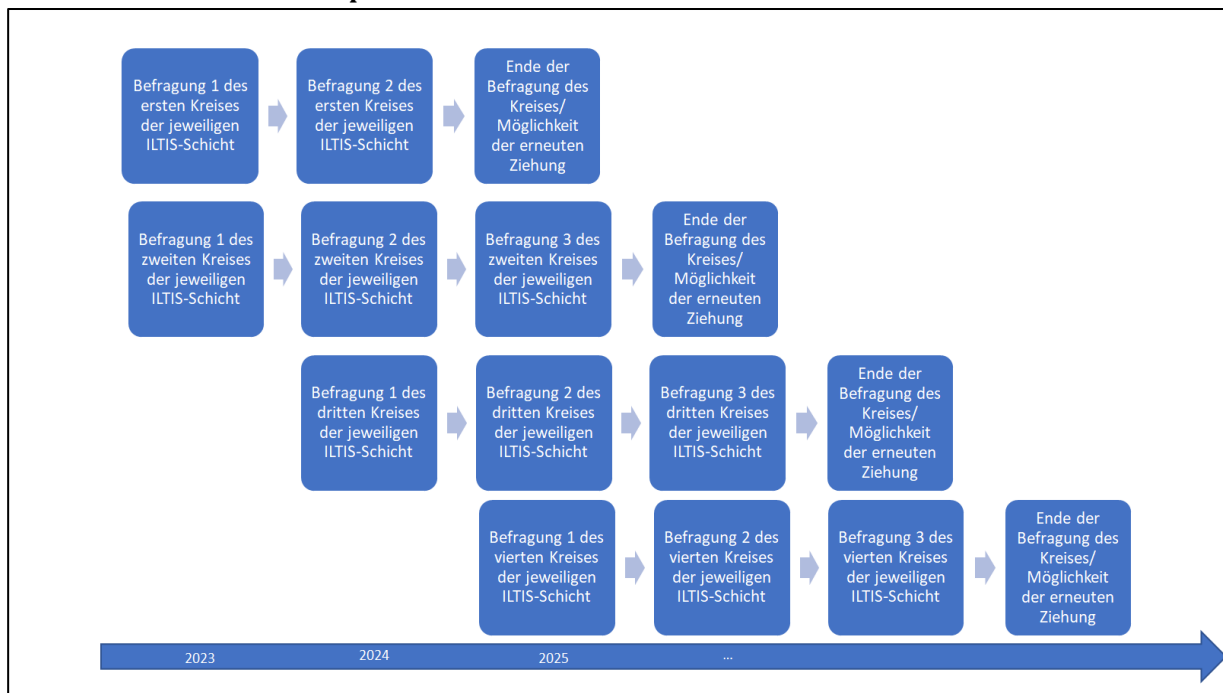 Befragung 1 des
ersten Kreises
der jeweiligen
ILTIS-Schicht
Befragung 2 des
ersten Kreises
der jeweiligen
ILTIS-Schicht
Ende der
Befragung des
Kreises/
Möglichkeit
der erneuten
Ziehung
Befragung 1 des
zweiten Kreises
der jeweiligen
ILTIS-Schicht
Befragung 2 des
zweiten Kreises
der jeweiligen
ILTIS-Schicht
Befragung 3 des
zweiten Kreises
der jeweiligen
ILTIS-Schicht
Ende der
Befragung des
Kreises/
Möglichkeit
der erneuten
Ziehung
Befragung 1 des
dritten Kreises
der jeweiligen
ILTIS-Schicht
Befragung 2 des
dritten Kreises
der jeweiligen
ILTIS-Schicht
Befragung 3 des
dritten Kreises
der jeweiligen
ILTIS-Schicht
Ende der
Befragung des
Kreises/
Möglichkeit
der erneuten
Ziehung
Befragung 1 des
vierten Kreises
der jeweiligen
ILTIS-Schicht
Befragung 2 des
vierten Kreises
der jeweiligen
ILTIS-Schicht
Befragung 3 des
vierten Kreises
der jeweiligen
ILTIS-Schicht
Ende der
Befragung des
Kreises/
Möglichkeit
der erneuten
Ziehung
2023
2024
2025
...